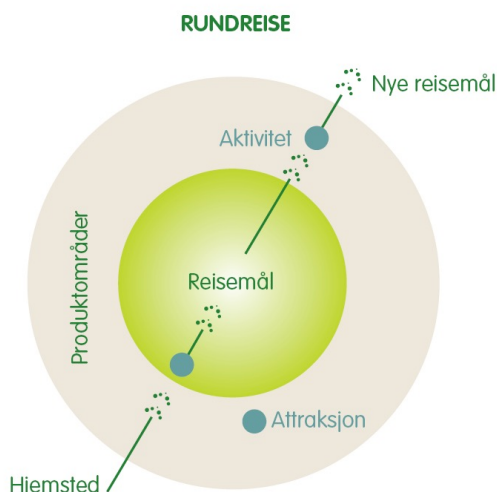 RUNDREISE
Nye reisemål
Aktivitet
Produktområder
Reisemål
Attraksjon
Hjemsted